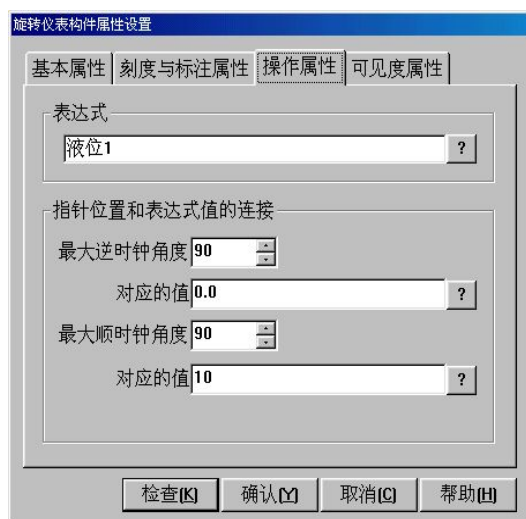 旋转仪表构件属性设置
基本属性 刻度与标注属性 操作属性 可见度属性
表达式
液位1 ?
指针位置和表达式值的连接
最大逆时钟角度 90
对应的值 0.0 ?
最大顺时钟角度 90
对应的值 10 ?
检查(K) 确认(Y) 取消(C) 帮助(H)